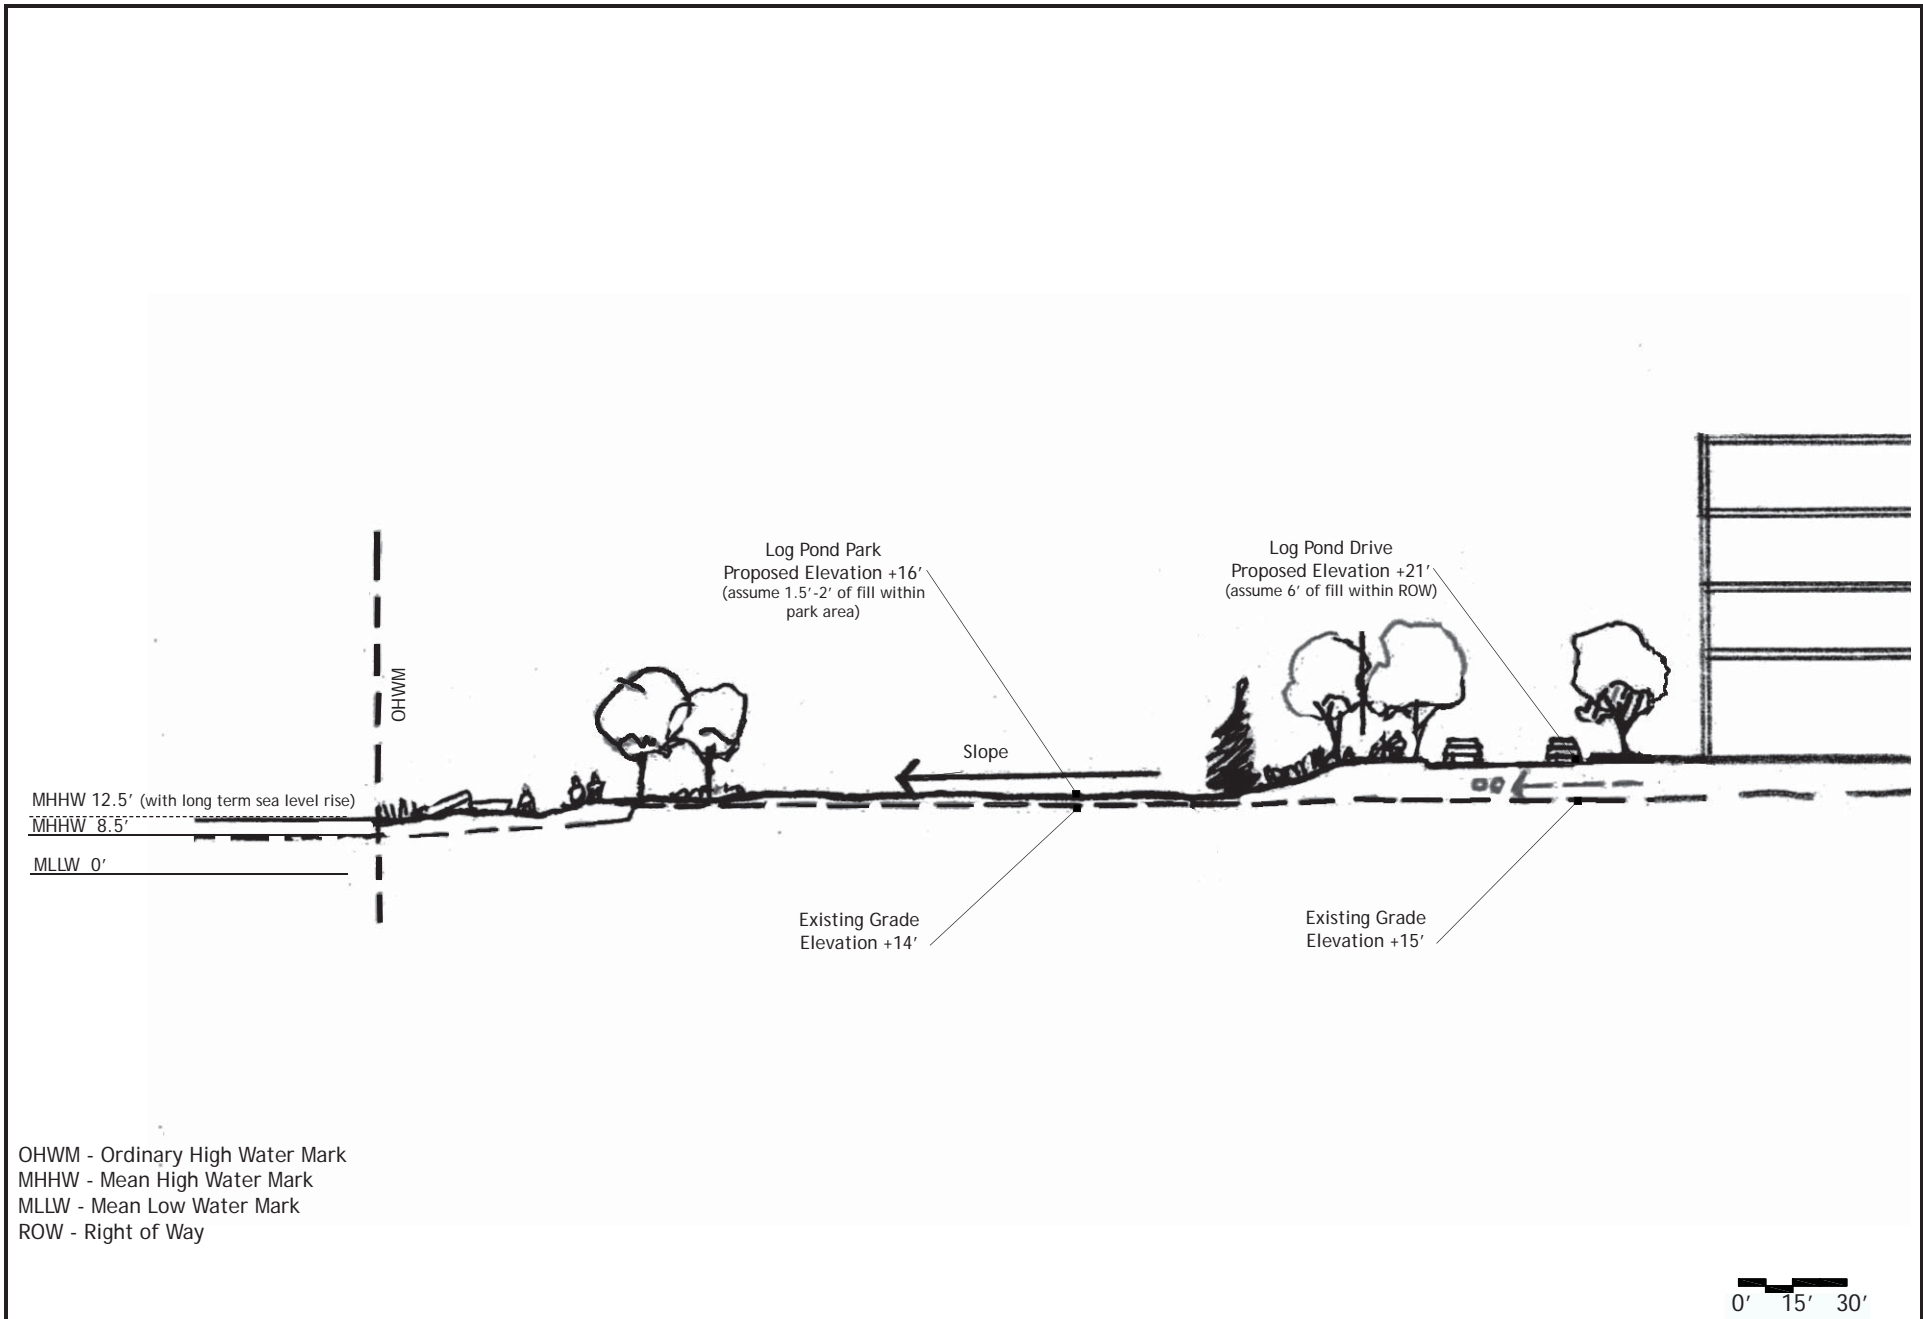 Log Pond Park
Proposed Elevation +16′
(assume 1.5′-2′ of fill within
park area)
Log Pond Drive
Proposed Elevation +21′
(assume 6′ of fill within ROW)
OHWM
Slope
MHHW 12.5′ (with long term sea level rise)
MHHW 8.5′
MLLW 0′
Existing Grade
Elevation +14′
Existing Grade
Elevation +15′
OHWM - Ordinary High Water Mark
MHHW - Mean High Water Mark
MLLW - Mean Low Water Mark
ROW - Right of Way
0′ 15′ 30′